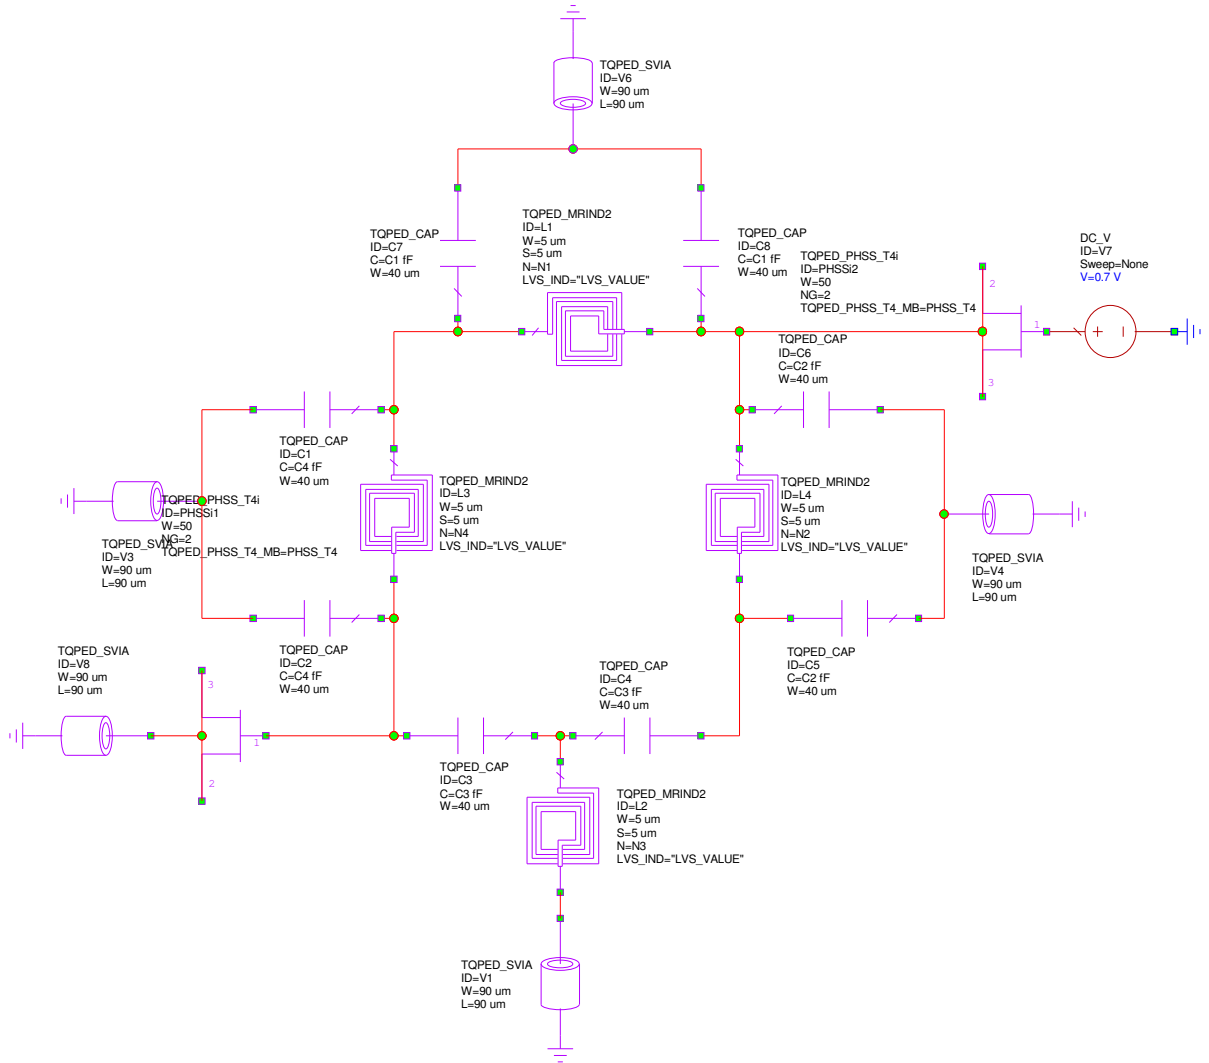 TQPED_SVIA
ID=V6
W=90 um
L=90 um
TQPED_CAP
ID=C7
C=C1 fF
W=40 um
TQPED_MRIND2
ID=L1
W=5 um
S=5 um
N=N1
LVS_IND="LVS_VALUE"
TQPED_CAP
ID=C8
C=C1 fF
W=40 um
TQPED_PHSS_T4i
ID=PHSSi2
W=50
NG=2
TQPED_PHSS_T4_MB=PHSS_T4
2
1
3
DC_V
ID=V7
Sweep=None
V=0.7 V
TQPED_CAP
ID=C6
C=C2 fF
W=40 um
TQPED_CAP
ID=C1
C=C4 fF
W=40 um
TQPED_PHSS_T4i
ID=PHSSi1
W=50
NG=2
TQPED_PHSS_T4_MB=PHSS_T4
TQPED_SVIA
ID=V3
W=90 um
L=90 um
TQPED_MRIND2
ID=L3
W=5 um
S=5 um
N=N4
LVS_IND="LVS_VALUE"
TQPED_MRIND2
ID=L4
W=5 um
S=5 um
N=N2
LVS_IND="LVS_VALUE"
TQPED_SVIA
ID=V4
W=90 um
L=90 um
TQPED_SVIA
ID=V8
W=90 um
L=90 um
3
1
2
TQPED_CAP
ID=C2
C=C4 fF
W=40 um
TQPED_CAP
ID=C4
C=C3 fF
W=40 um
TQPED_CAP
ID=C5
C=C2 fF
W=40 um
TQPED_CAP
ID=C3
C=C3 fF
W=40 um
TQPED_MRIND2
ID=L2
W=5 um
S=5 um
N=N3
LVS_IND="LVS_VALUE"
TQPED_SVIA
ID=V1
W=90 um
L=90 um